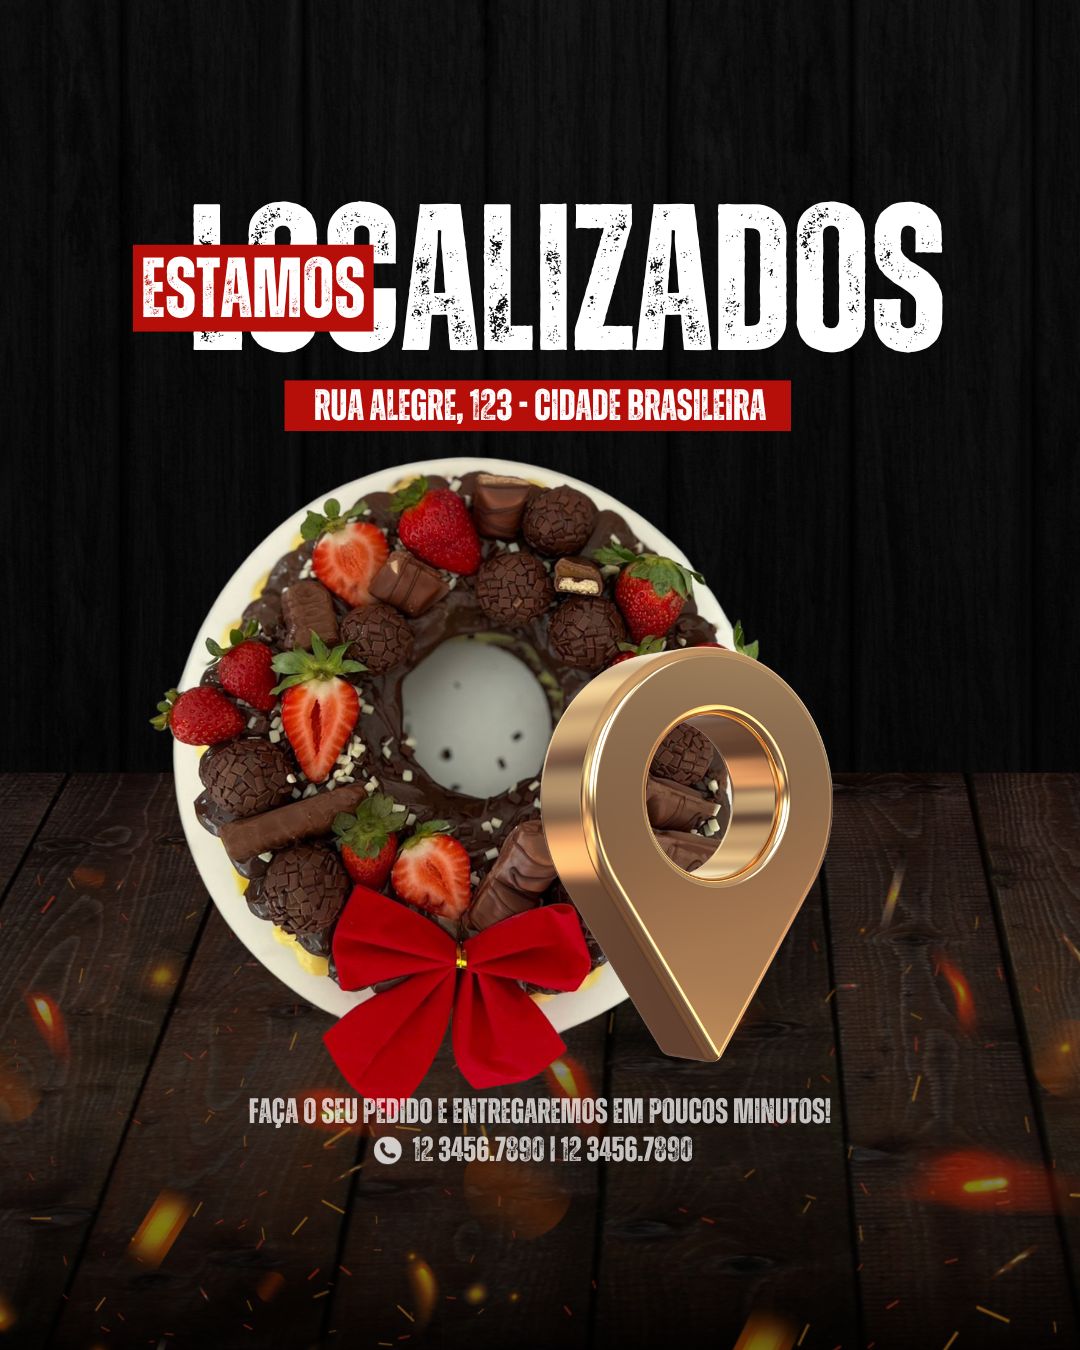 ESTAMOS
LOCALIZADOS
RUA ALEGRE, 123 - CIDADE BRASILEIRA
FAÇA O SEU PEDIDO E ENTREGAREMOS EM POUCOS MINUTOS!
12 3456.7890 | 12 3456.7890